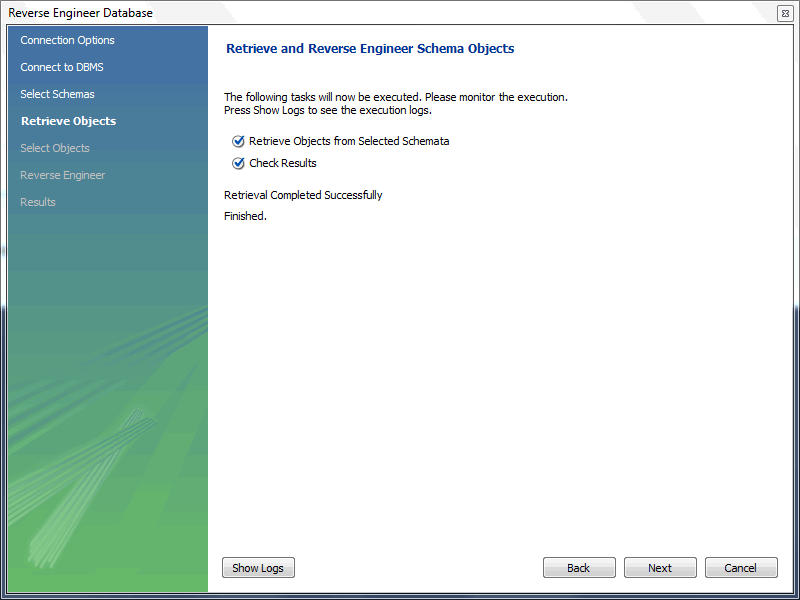 Reverse Engineer Database
Connection Options
Connect to DBMS
Select Schemas
Retrieve Objects
Select Objects
Reverse Engineer
Results
Retrieve and Reverse Engineer Schema Objects
The following tasks will now be executed. Please monitor the execution.
Press Show Logs to see the execution logs.
Retrieve Objects from Selected Schemata
Check Results
Retrieval Completed Successfully
Finished.
Show Logs
Back
Next
Cancel